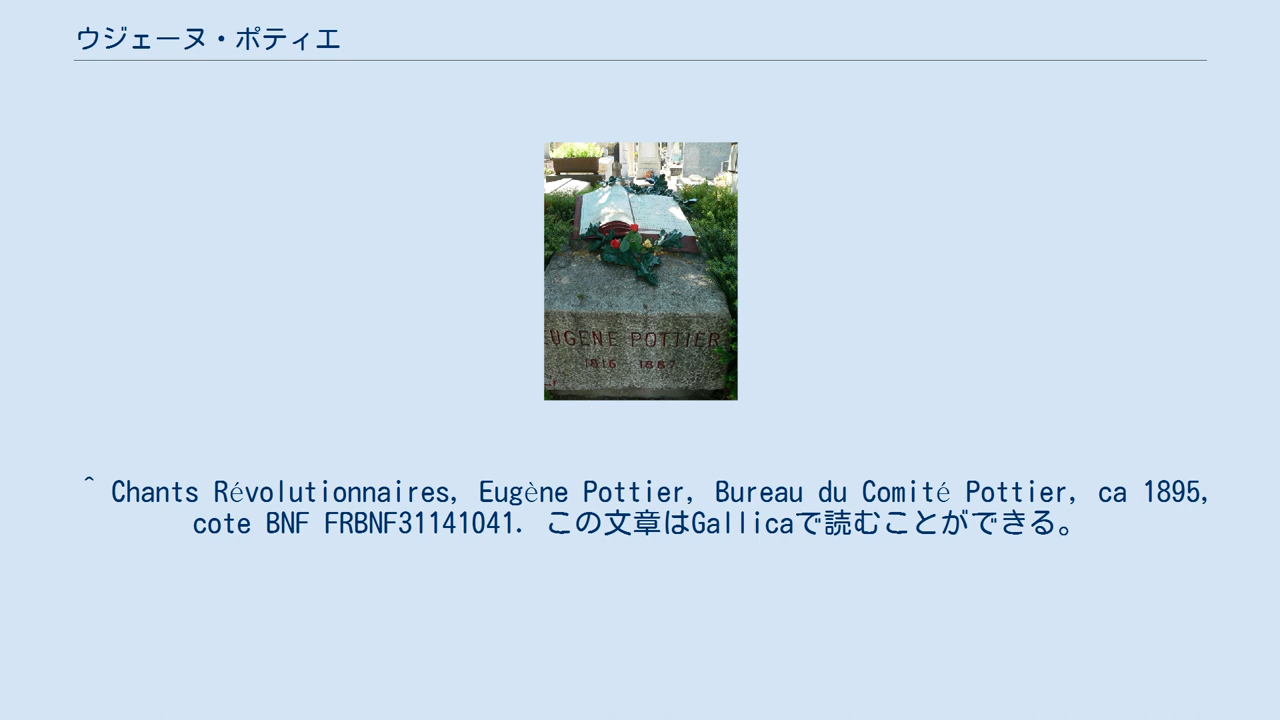 ウジェーヌ・ポティエ
EUGENE POTTIER
1816 1887
^ Chants Révolutionnaires, Eugène Pottier, Bureau du Comité Pottier, ca 1895,
cote BNF FRBNF31141041. この文章はGallicaで読むことができる。